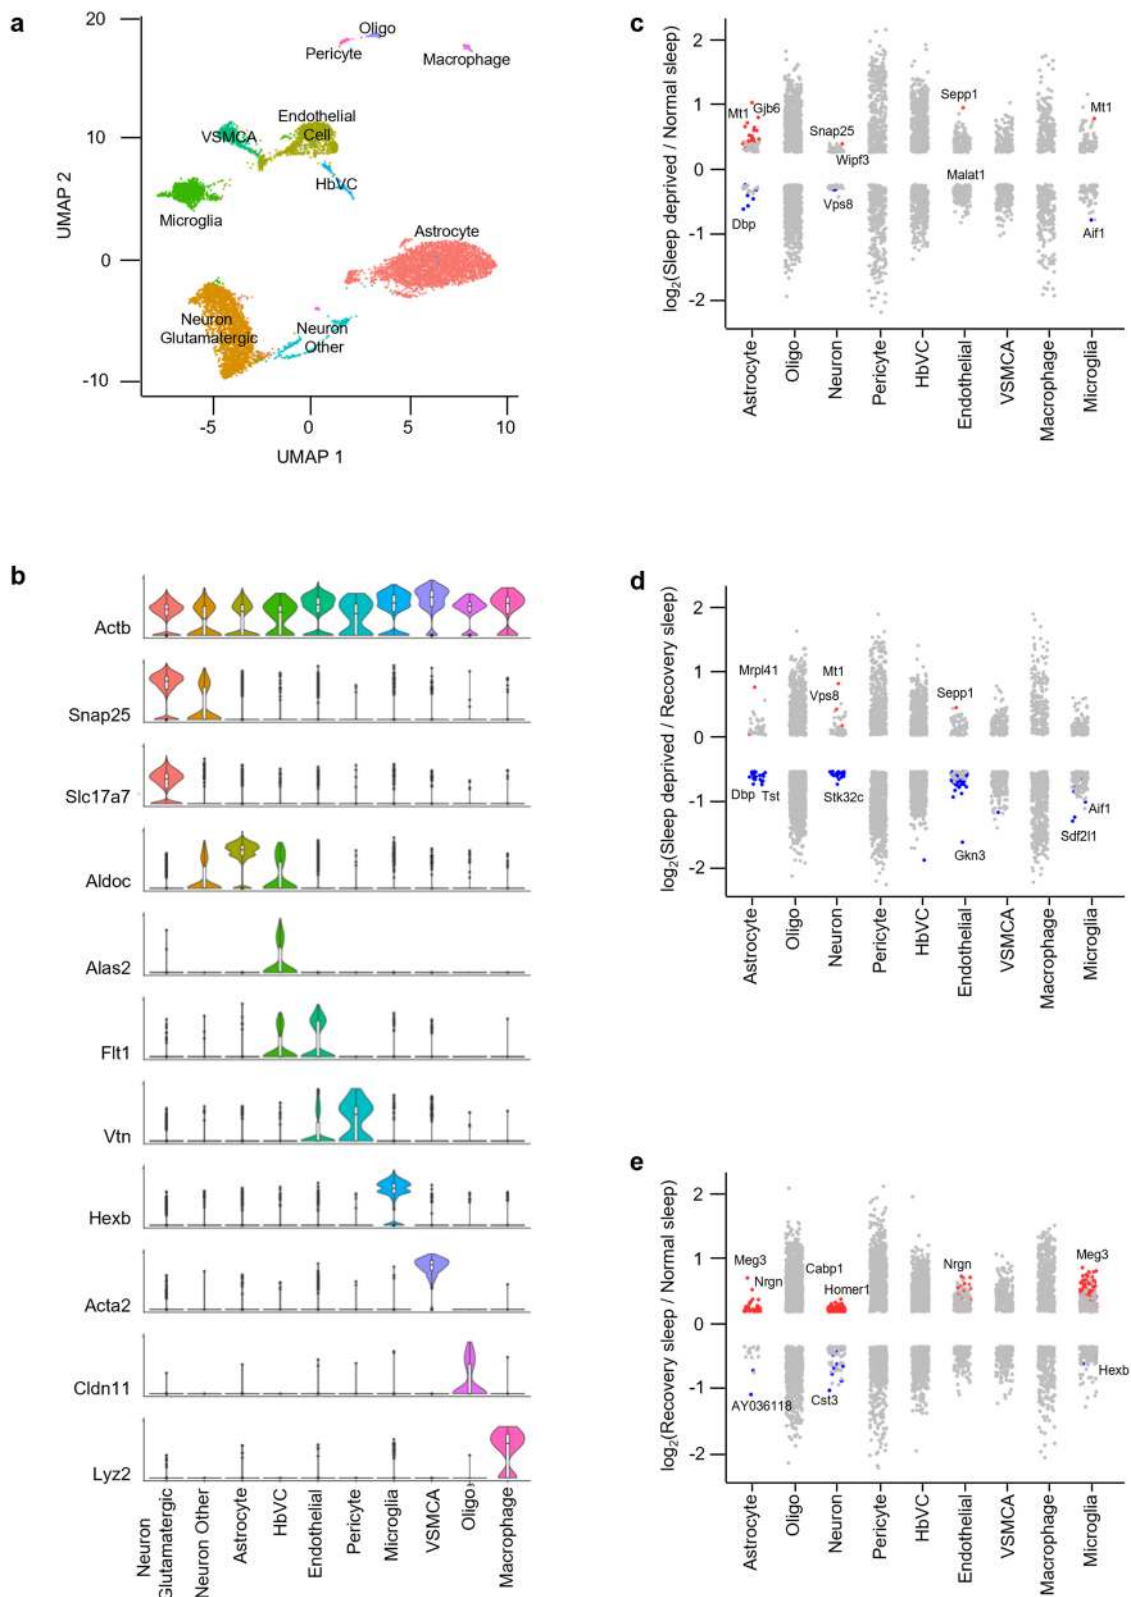 a
20
10
0
-10
UMAP 2
-5
0
5
10
UMAP 1
Oligo
Pericyte
Macrophage
Endothelial
Cell
VSMCA
HbVC
Microglia
Astrocyte
Neuron
Glutamatergic
Neuron
Other
b
Actb
Snap25
Slc17a7
Aldoc
Alas2
Flt1
Vtn
Hexb
Acta2
Cldn11
Lyz2
Neuron
Glutamatergic
Neuron Other
Astrocyte
HbVC
Endothelial
Pericyte
Microglia
VSMCA
Oligo
Macrophage
c
log2(Sleep deprived / Normal sleep)
2
1
0
-1
-2
Mt1
Gjb6
Snap25
Wipf3
Sepp1
Malat1
Mt1
Dbp
Vps8
Aif1
Astrocyte
Oligo
Neuron
Pericyte
HbVC
Endothelial
VSMCA
Macrophage
Microglia
d
log2(Sleep deprived / Recovery sleep)
2
1
0
-1
-2
Mrpl41
Mt1
Vps8
Sepp1
Dbp
Tst
Stk32c
Gkn3
Aif1
Sdf2l1
Astrocyte
Oligo
Neuron
Pericyte
HbVC
Endothelial
VSMCA
Macrophage
Microglia
e
log2(Recovery sleep / Normal sleep)
2
1
0
-1
-2
Meg3
Nrgn
Cabp1
Homer1
Nrgn
Meg3
AY036118
Cst3
Hexb
Astrocyte
Oligo
Neuron
Pericyte
HbVC
Endothelial
VSMCA
Macrophage
Microglia